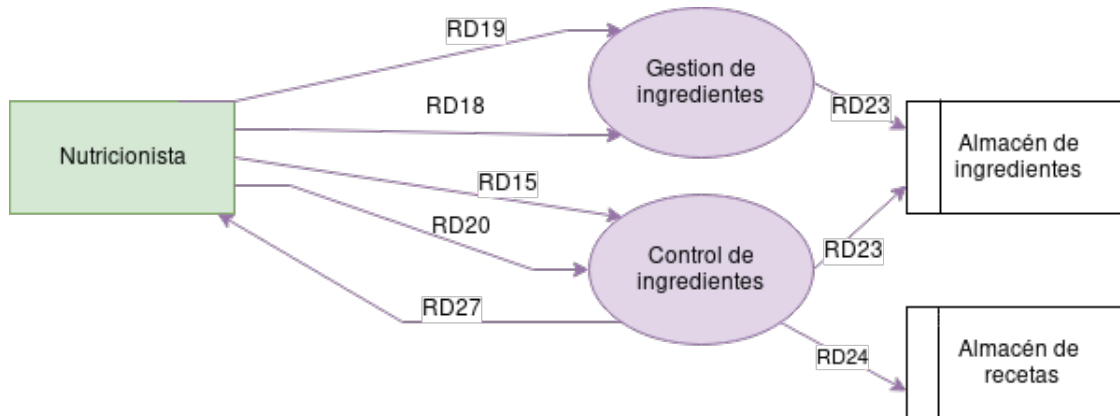 RD19
Gestion de
ingredientes
RD18
RD23
Nutricionista
Almacén de
ingredientes
RD15
RD20
Control de
ingredientes
RD23
RD27
RD24
Almacén de
recetas